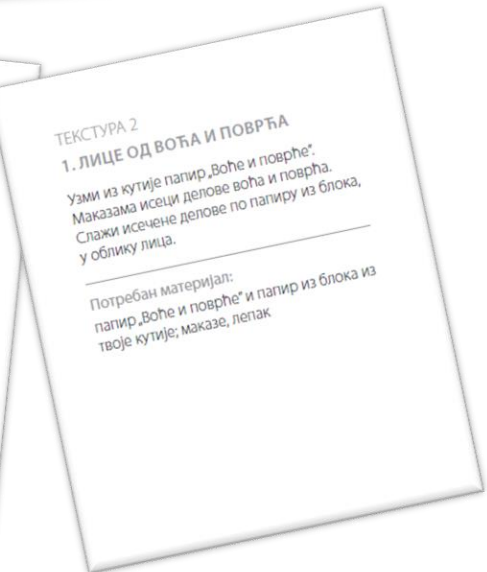 ТЕКСТУРА 2
1. ЛИЦЕ ОД ВОЋА И ПОВРЋА
Узми из кутије папир „Воће и поврће“.
Маказама исеци делове воћа и поврћа.
Слажи исечене делове по папиру из блока,
у облику лица.
Потребан материјал:
папир „Воће и поврће“ и папир из блока из
твоје кутије; маказе, лепак